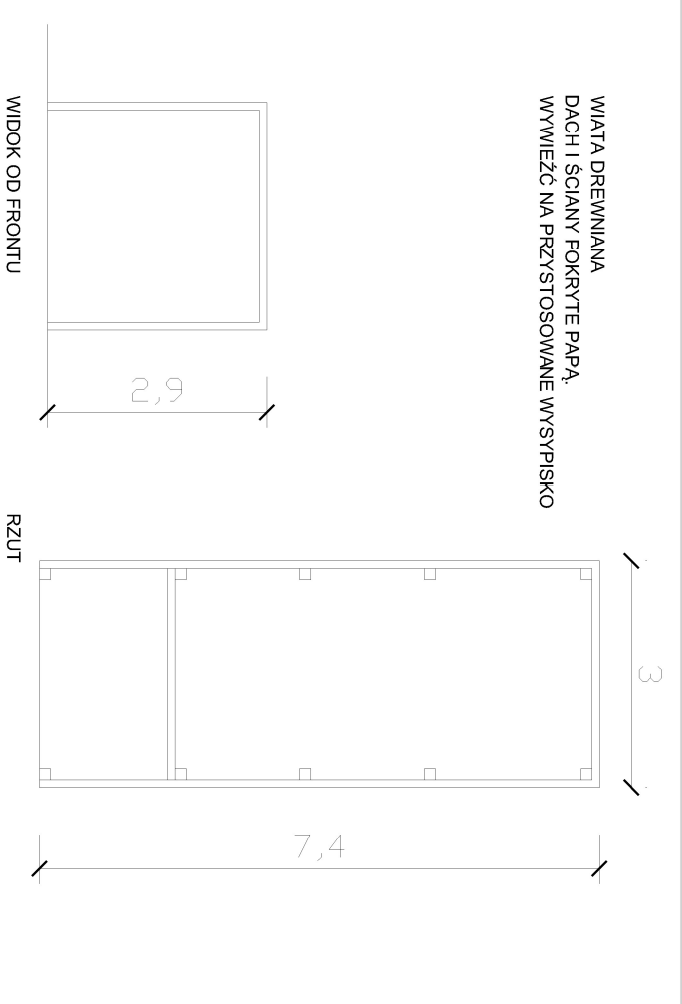 WIATA DREWNIANA
DACH I ŚCIANY POKRYTE PAPĄ.
WYWIEŹĆ NA PRZYSTOSOWANE WYSYPISKO
3
2,9
7,4
WIDOK OD FRONTU
RZUT